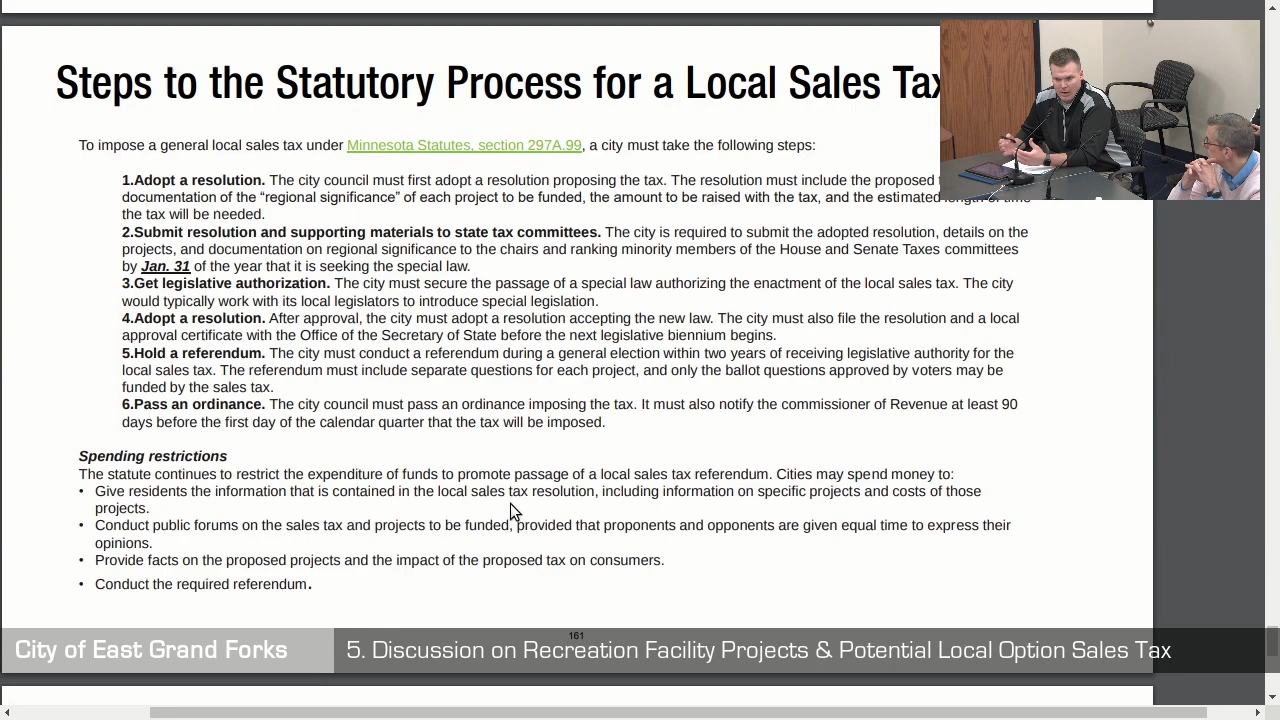 Steps to the Statutory Process for a Local Sales Tax
To impose a general local sales tax under Minnesota Statutes, section 297A.99, a city must take the following steps:
1.Adopt a resolution. The city council must first adopt a resolution proposing the tax. The resolution must include the proposed
documentation of the “regional significance” of each project to be funded, the amount to be raised with the tax, and the estimated length of time
the tax will be needed.
2.Submit resolution and supporting materials to state tax committees. The city is required to submit the adopted resolution, details on the
projects, and documentation on regional significance to the chairs and ranking minority members of the House and Senate Taxes committees
by Jan. 31 of the year that it is seeking the special law.
3.Get legislative authorization. The city must secure the passage of a special law authorizing the enactment of the local sales tax. The city
would typically work with its local legislators to introduce special legislation.
4.Adopt a resolution. After approval, the city must adopt a resolution accepting the new law. The city must also file the resolution and a local
approval certificate with the Office of the Secretary of State before the next legislative biennium begins.
5.Hold a referendum. The city must conduct a referendum during a general election within two years of receiving legislative authority for the
local sales tax. The referendum must include separate questions for each project, and only the ballot questions approved by voters may be
funded by the sales tax.
6.Pass an ordinance. The city council must pass an ordinance imposing the tax. It must also notify the commissioner of Revenue at least 90
days before the first day of the calendar quarter that the tax will be imposed.
Spending restrictions
The statute continues to restrict the expenditure of funds to promote passage of a local sales tax referendum. Cities may spend money to:
• Give residents the information that is contained in the local sales tax resolution, including information on specific projects and costs of those
projects.
• Conduct public forums on the sales tax and projects to be funded, provided that proponents and opponents are given equal time to express their
opinions.
• Provide facts on the proposed projects and the impact of the proposed tax on consumers.
• Conduct the required referendum.
161
City of East Grand Forks
5. Discussion on Recreation Facility Projects & Potential Local Option Sales Tax